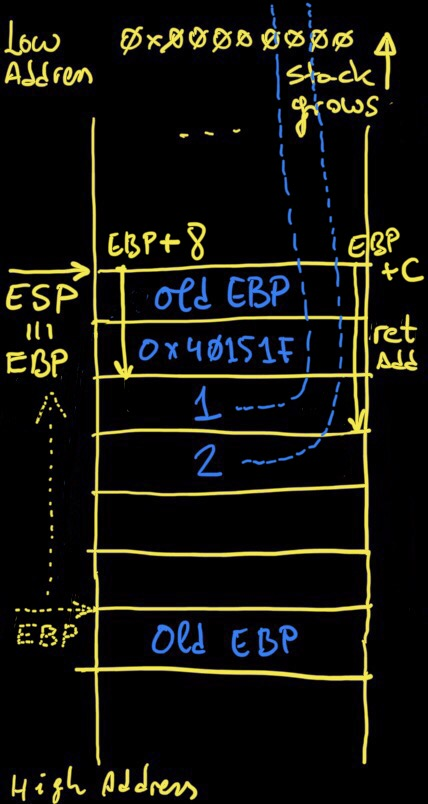 Low 0x00000000
Addren
Stack
grows
....
EBP+8
EBP
+C
ESP
=
EBP
Old EBP
0x40151F
ret
Add
1
2
EBP
Old EBP
High Address